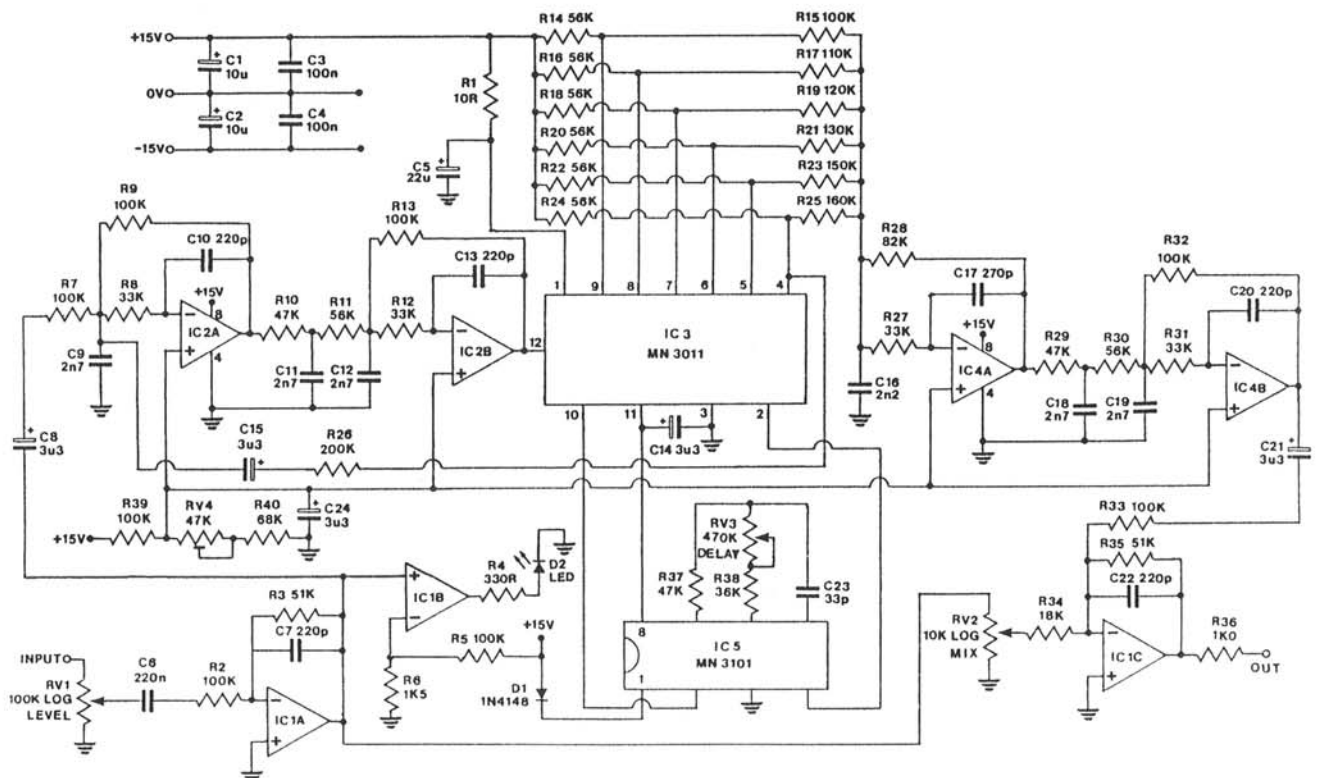 +15V
0V
-15V
C1
10u
C2
10u
C3
100n
C4
100n
R1
10R
C5
22u
R14 56K
R15 100K
R16 56K
R17 110K
R18 56K
R19 120K
R20 56K
R21 130K
R22 56K
R23 150K
R24 56K
R25 160K
R9
100K
C10 220p
R7
100K
R8
33K
+15V
8
IC2A
4
C9
2n7
R10
47K
R11
56K
C11
2n7
C12
2n7
R13
100K
C13 220p
R12
33K
IC2B
12
1
9
8
7
6
5
4
IC3
MN 3011
10
11
3
2
C14 3u3
R28
82K
C17 270p
R27
33K
+15V
8
IC4A
4
C16
2n2
R29
47K
R30
56K
C18
2n7
C19
2n7
R32
100K
C20 220p
R31
33K
IC4B
C21
3u3
C8
3u3
C15
3u3
R26
200K
+15V
R39
100K
RV4
47K
R40
68K
C24
3u3
IC1B
R4
330R
D2
LED
R5 100K
+15V
R6
1K5
D1
1N4148
RV3
470K
DELAY
R37
47K
R38
36K
C23
33p
8
IC5
MN 3101
1
INPUT
RV1
100K LOG
LEVEL
C6
220n
R2
100K
R3 51K
C7 220p
IC1A
RV2
10K LOG
MIX
R34
18K
R33 100K
R35 51K
C22 220p
IC1C
R36
1K0
OUT